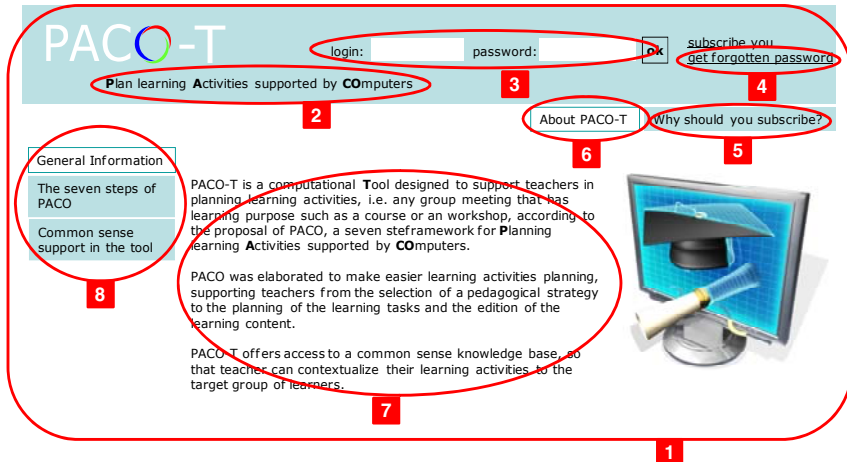 PACO-T
login:
password:
ok
subscribe you
get forgotten password
Plan learning Activities supported by COmputers
2
3
4
About PACO-T
Why should you subscribe?
6
5
General Information
The seven steps of
PACO
Common sense
support in the tool
8
PACO-T is a computational Tool designed to support teachers in
planning learning activities, i.e. any group meeting that has
learning purpose such as a course or an workshop, according to
the proposal of PACO, a seven steframework for Planning
learning Activities supported by COmputers.
PACO was elaborated to make easier learning activities planning,
supporting teachers from the selection of a pedagogical strategy
to the planning of the learning tasks and the edition of the
learning content.
PACO-T offers access to a common sense knowledge base, so
that teacher can contextualize their learning activities to the
target group of learners.
7
1